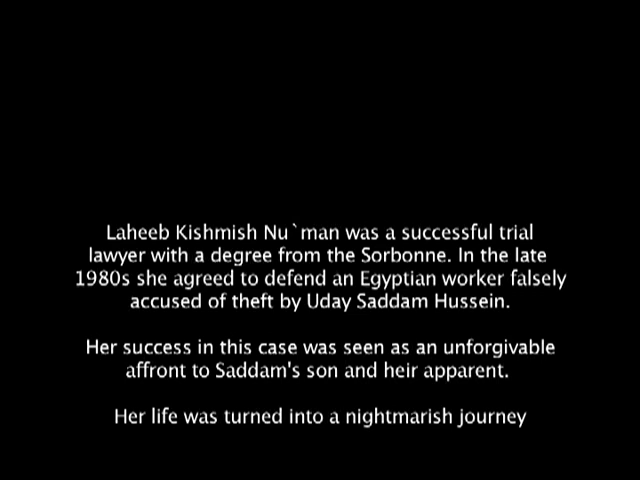 Laheeb Kishmish Nu`man was a successful trial
lawyer with a degree from the Sorbonne. In the late
1980s she agreed to defend an Egyptian worker falsely
accused of theft by Uday Saddam Hussein.
Her success in this case was seen as an unforgivable
affront to Saddam's son and heir apparent.
Her life was turned into a nightmarish journey